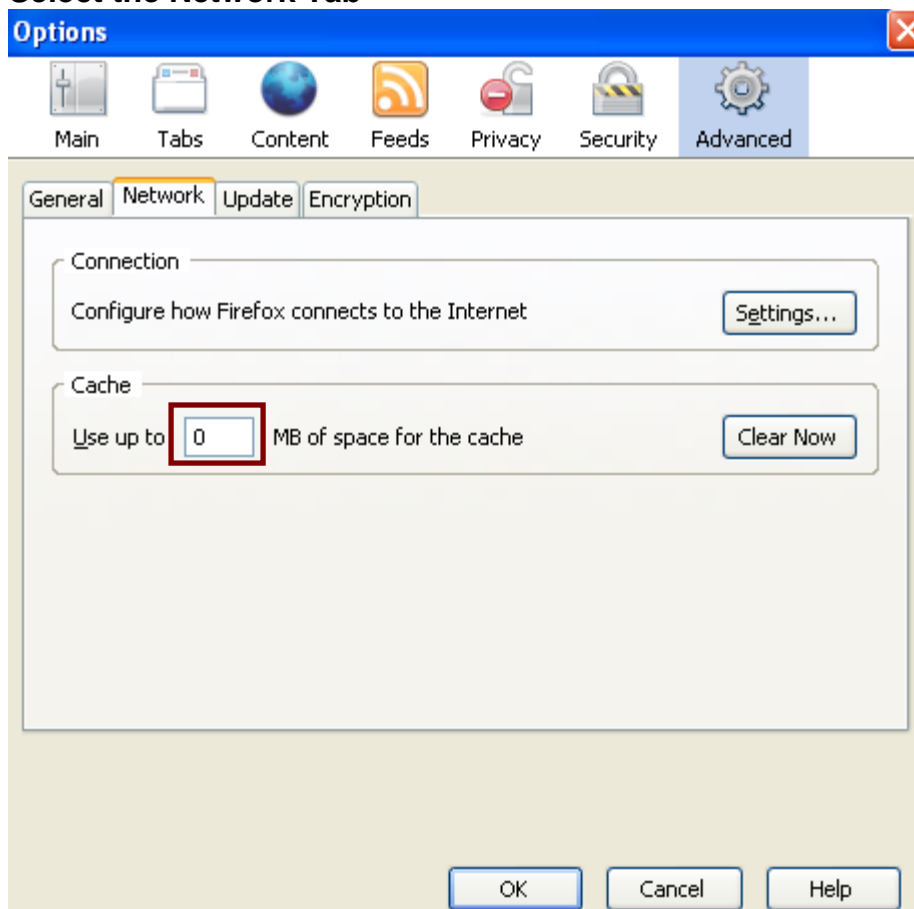 Select the Network Tab
Options
Main Tabs Content Feeds Privacy Security Advanced
General Network Update Encryption
Connection
Configure how Firefox connects to the Internet Settings...
Cache
Use up to 0 MB of space for the cache Clear Now
OK Cancel Help